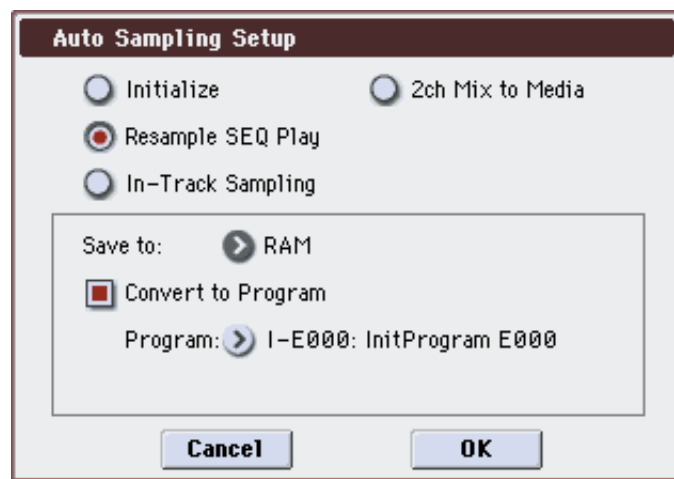 Auto Sampling Setup
Initialize
2ch Mix to Media
Resample SEQ Play
In-Track Sampling
Save to: RAM
Convert to Program
Program: I-E000: InitProgram E000
Cancel
OK